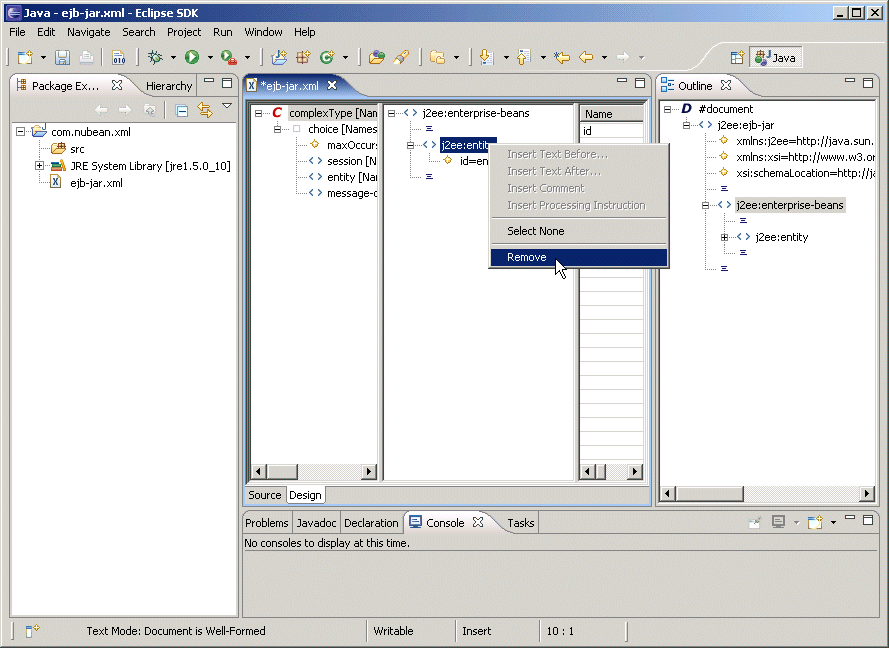 Java - ejb-jar.xml - Eclipse SDK
File Edit Navigate Search Project Run Window Help
010
Java
Package Ex...
Hierarchy
com.nubean.xml
src
JRE System Library [jre1.5.0_10]
X ejb-jar.xml
X *ejb-jar.xml
C complexType [Nan
choice [Names
maxOccurs
session [N
entity [Nan
message-c
j2ee:enterprise-beans
j2ee:entity
id=en
Name
id
Insert Text Before...
Insert Text After...
Insert Comment
Insert Processing Instruction
Select None
Remove
Source Design
Outline
D #document
j2ee:ejb-jar
xmlns:j2ee=http://java.sun.
xmlns:xsi=http://www.w3.or
xsi:schemaLocation=http://ja
j2ee:enterprise-beans
j2ee:entity
Problems Javadoc Declaration Console Tasks
No consoles to display at this time.
Text Mode: Document is Well-Formed Writable Insert 10 : 1